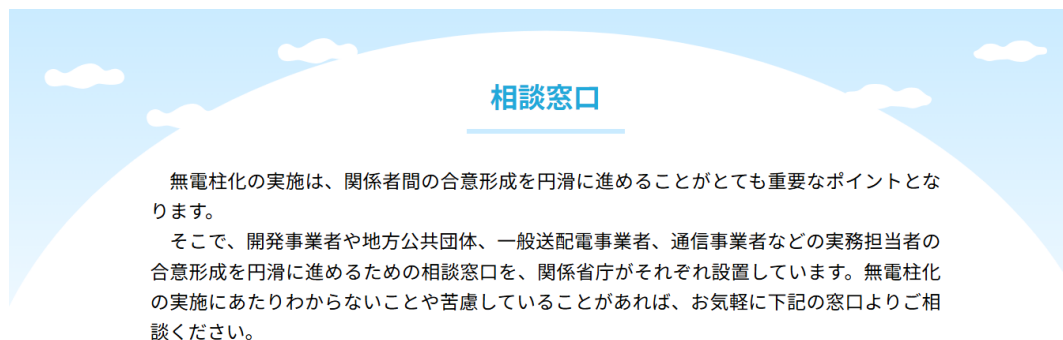 相談窓口
　無電柱化の実施は、関係者間の合意形成を円滑に進めることがとても重要なポイントとな
ります。
　そこで、開発事業者や地方公共団体、一般送配電事業者、通信事業者などの実務担当者の
合意形成を円滑に進めるための相談窓口を、関係省庁がそれぞれ設置しています。無電柱化
の実施にあたりわからないことや苦慮していることがあれば、お気軽に下記の窓口よりご相
談ください。